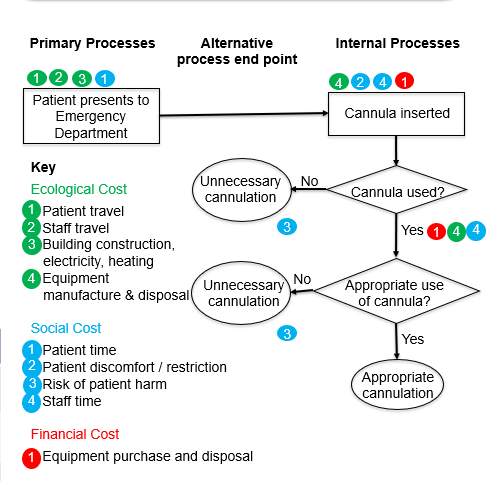 Primary Processes
Alternative
process end point
Internal Processes
1 2 3 1
4 2 4 1
Patient presents to
Emergency
Department
Cannula inserted
Key
Ecological Cost
1 Patient travel
2 Staff travel
3 Building construction,
electricity, heating
4 Equipment
manufacture & disposal
Social Cost
1 Patient time
2 Patient discomfort / restriction
3 Risk of patient harm
4 Staff time
Financial Cost
1 Equipment purchase and disposal
Unnecessary
cannulation
No
Cannula used?
3
Yes 1 4 4
Unnecessary
cannulation
No
Appropriate use
of cannula?
3
Yes
Appropriate
cannulation